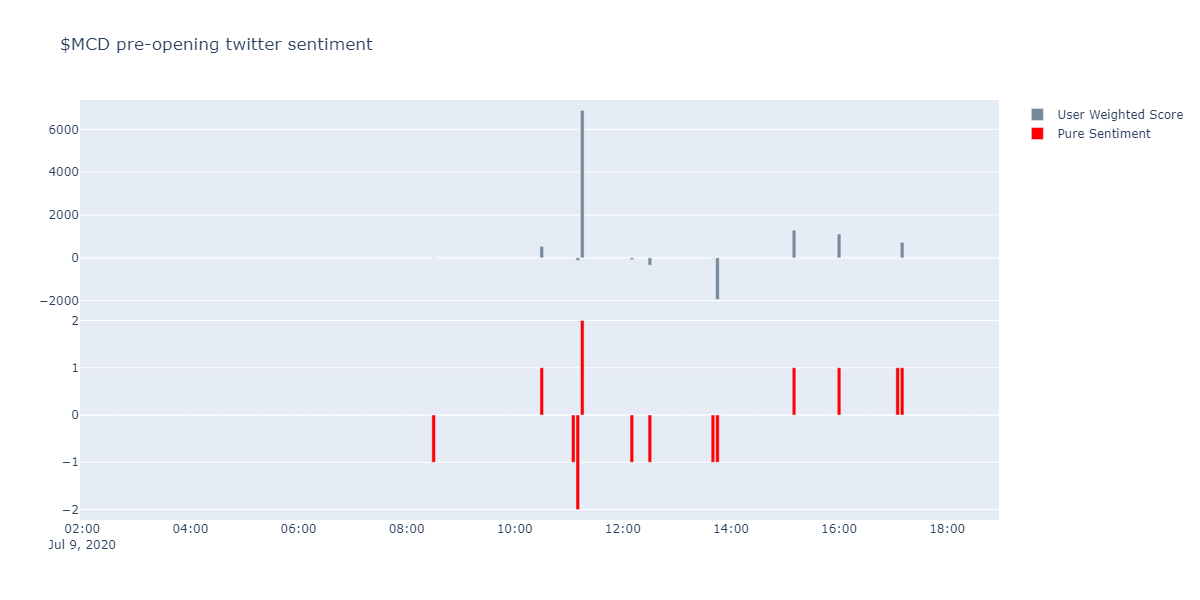 $MCD pre-opening twitter sentiment
User Weighted Score
Pure Sentiment
6000
4000
2000
0
−2000
2
1
0
−1
−2
02:00 04:00 06:00 08:00 10:00 12:00 14:00 16:00 18:00
Jul 9, 2020